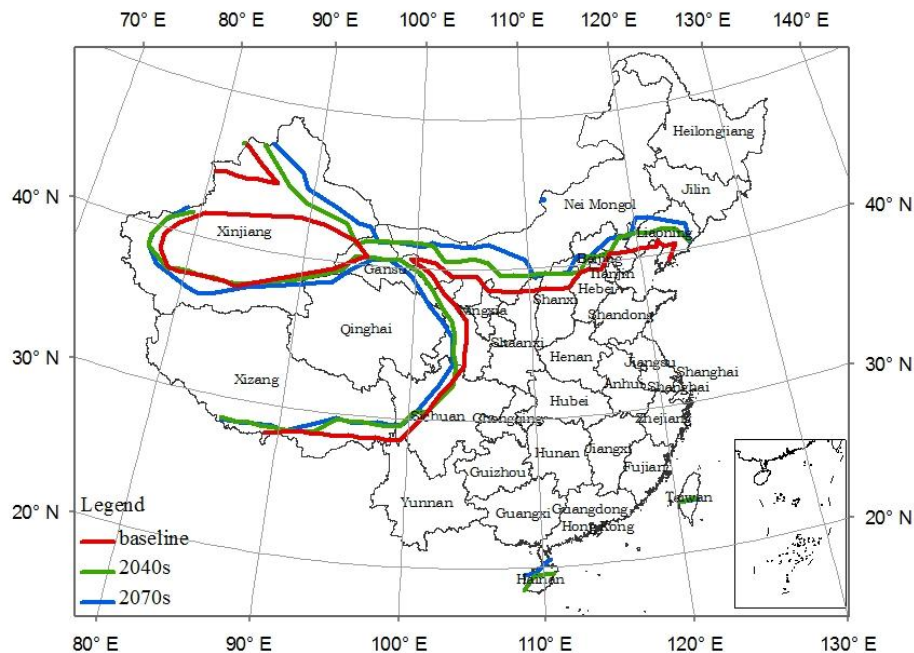 70° E 80° E 90° E 100° E 110° E 120° E 130° E 140° E
Heilongjiang
Jilin
40° N 40° N
Nei Mongol
Xinjiang
Liaoning
Beijing
Gansu
Tianjin
Hebei
Shanxi
Ningxia
Shandong
Qinghai
Shaanxi
Henan
Jiangsu
30° N 30° N
Shanghai
Xizang
Anhui
Shanghai
Hubei
Sichuan
Chongqing
Zhejiang
Hunan
Jiangxi
Guizhou
Fujian
Legend
Taiwan
Yunnan
20° N 20° N
Guangxi
Guangdong
Hong Kong
baseline
2040s
Hainan
2070s
80° E 90° E 100° E 110° E 120° E 130° E